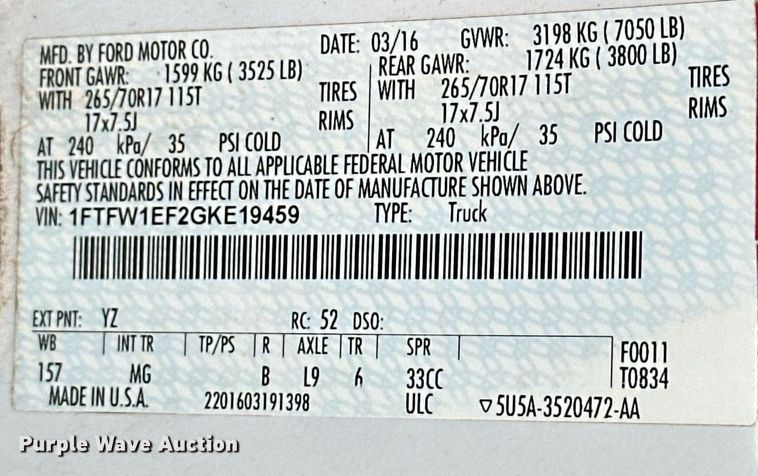 MFD. BY FORD MOTOR CO. DATE: 03/16 GVWR: 3198 KG ( 7050 LB)
FRONT GAWR: 1599 KG ( 3525 LB) REAR GAWR: 1724 KG ( 3800 LB)
WITH 265/70R17 115T TIRES WITH 265/70R17 115T TIRES
17x7.5J RIMS 17x7.5J RIMS
AT 240 kPa/ 35 PSI COLD AT 240 kPa/ 35 PSI COLD
THIS VEHICLE CONFORMS TO ALL APPLICABLE FEDERAL MOTOR VEHICLE
SAFETY STANDARDS IN EFFECT ON THE DATE OF MANUFACTURE SHOWN ABOVE.
VIN: 1FTFW1EF2GKE19459 TYPE: Truck
EXT PNT: YZ RC: 52 DSO:
WB INT TR TP/PS R AXLE TR SPR F0011
157 MG B L9 6 33CC T0834
MADE IN U.S.A. 2201603191398 ULC ▽5U5A-3520472-AA
Purple Wave Auction